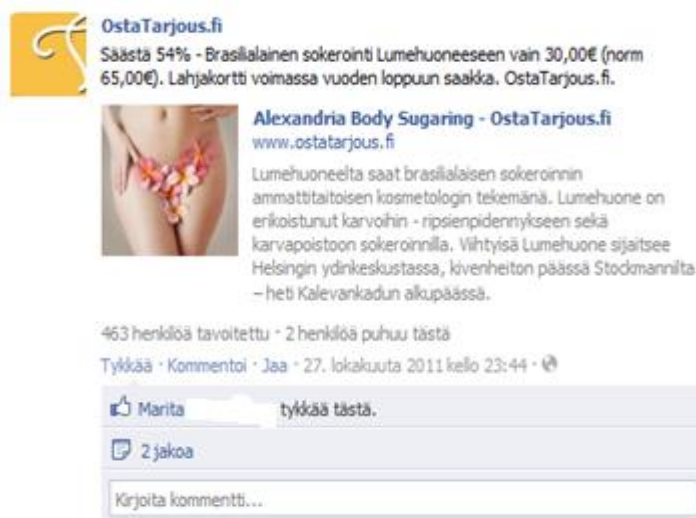 OstaTarjous.fi
Säästä 54% - Brasilialainen sokerointi Lumehuoneeseen vain 30,00€ (norm
65,00€). Lahjakortti voimassa vuoden loppuun saakka. OstaTarjous.fi.
Alexandria Body Sugaring - OstaTarjous.fi
www.ostatarjous.fi
Lumehuoneelta saat brasilialaisen sokeroinnin
ammattitaitoisen kosmetologin tekemänä. Lumehuone on
erikoistunut karvoihin - ripsienpidennykseen sekä
karvapoistoon sokeroinnilla. Viihtyisä Lumehuone sijaitsee
Helsingin ydinkeskustassa, kivenheiton päässä Stockmannilta
– heti Kalevankadun alkupäässä.
463 henkilöä tavoitettu · 2 henkilöä puhuu tästä
Tykkää · Kommentoi · Jaa · 27. lokakuuta 2011 kello 23:44 ·
Marita tykkää tästä.
2 jakoa
Kirjoita kommentti...